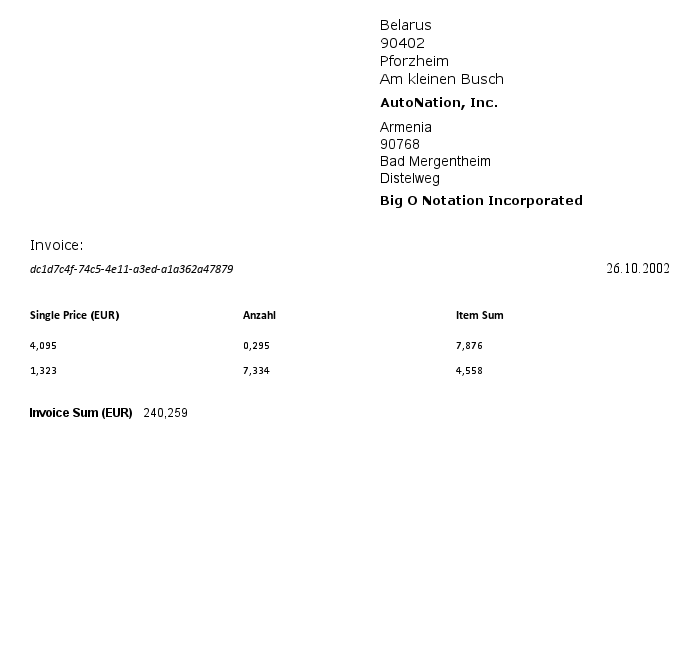 Belarus
90402
Pforzheim
Am kleinen Busch
AutoNation, Inc.
Armenia
90768
Bad Mergentheim
Distelweg
Big O Notation Incorporated
Invoice:
dc1d7c4f-74c5-4e11-a3ed-a1a362a47879 26.10.2002
Single Price (EUR) Anzahl Item Sum
4,095 0,295 7,876
1,323 7,334 4,558
Invoice Sum (EUR) 240,259